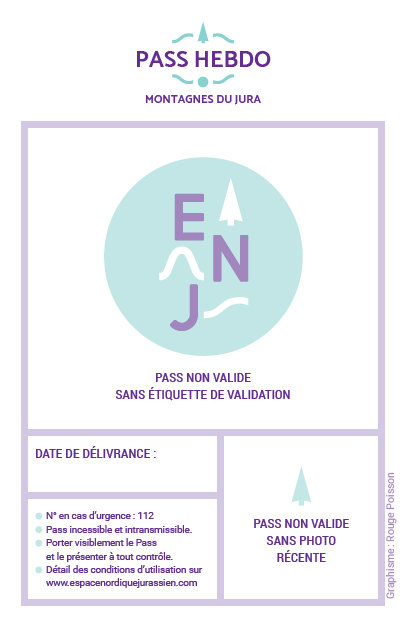 PASS HEBDO
MONTAGNES DU JURA
E
N
J
PASS NON VALIDE
SANS ÉTIQUETTE DE VALIDATION
DATE DE DÉLIVRANCE :
N° en cas d'urgence : 112
Pass incessible et intransmissible.
Porter visiblement le Pass
et le présenter à tout contrôle.
Détail des conditions d'utilisation sur
www.espacenordiquejurassien.com
PASS NON VALIDE
SANS PHOTO
RÉCENTE
Graphisme : Rouge Poisson